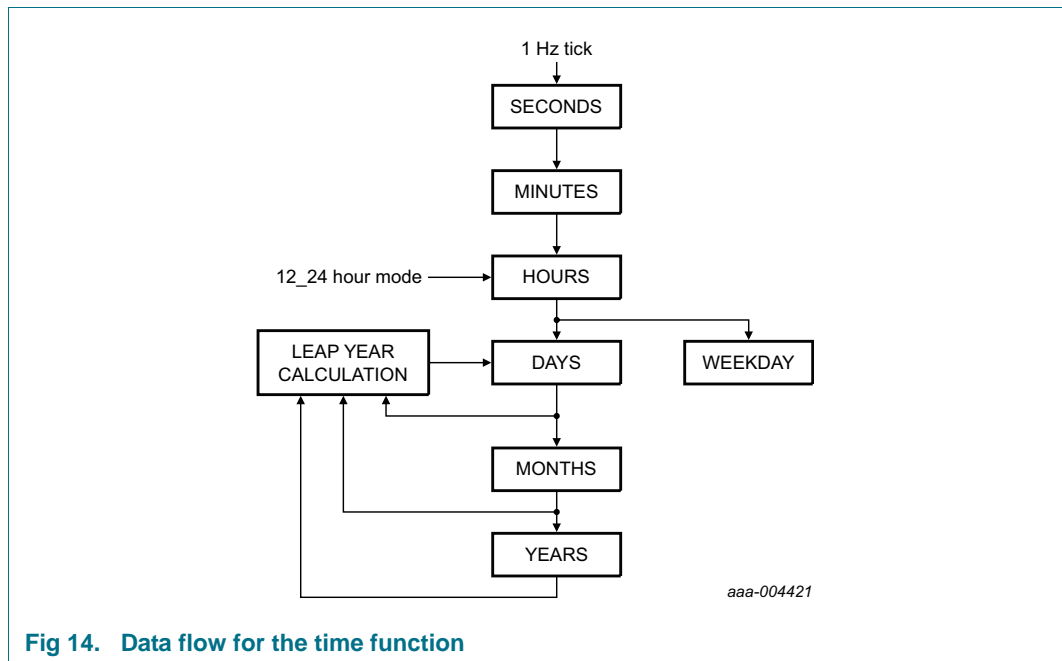 1 Hz tick
SECONDS
MINUTES
12_24 hour mode
HOURS
LEAP YEAR
CALCULATION
DAYS
WEEKDAY
MONTHS
YEARS
aaa-004421
Fig 14. Data flow for the time function